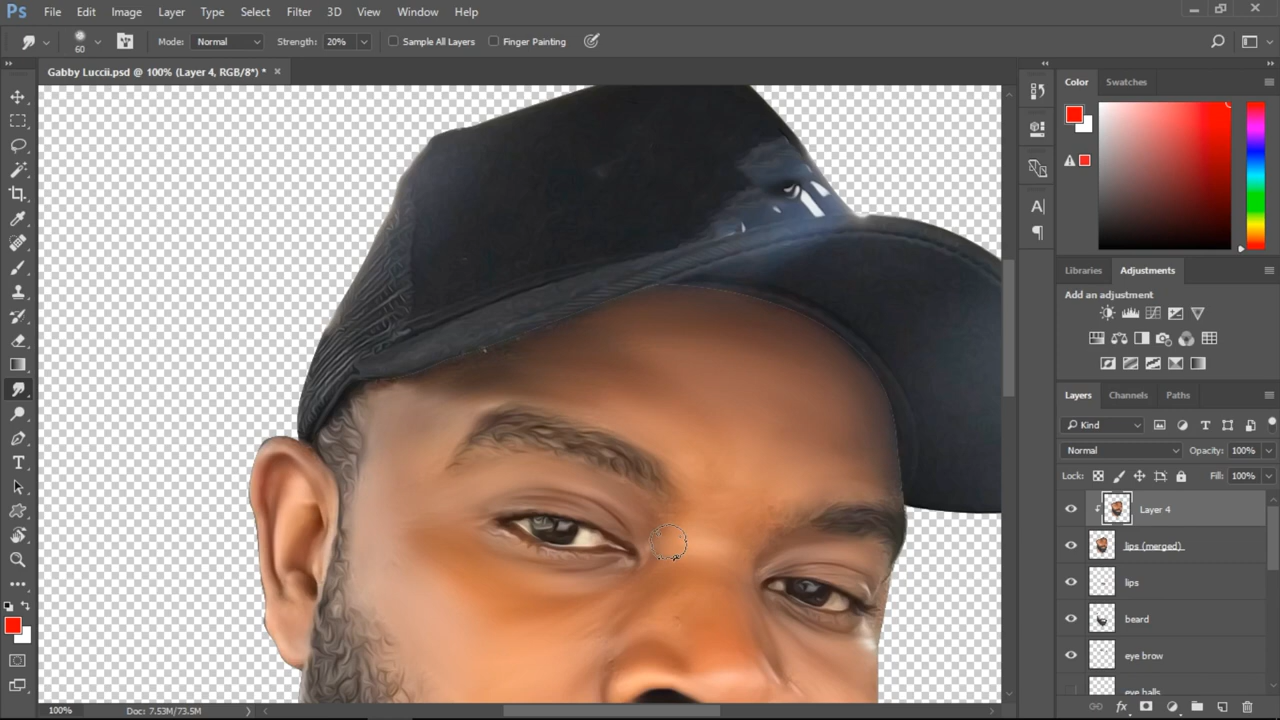 Ps File Edit Image Layer Type Select Filter 3D View Window Help
60 Mode: Normal Strength: 20% Sample All Layers Finger Painting
Gabby Luccii.psd @ 100% (Layer 4, RGB/8*) * ×
Color Swatches
Libraries Adjustments
Add an adjustment
Layers Channels Paths
Kind
Normal Opacity: 100%
Lock: Fill: 100%
Layer 4
lips (merged)
lips
beard
eye brow
eye balls
100% Doc: 7.53M/73.5M